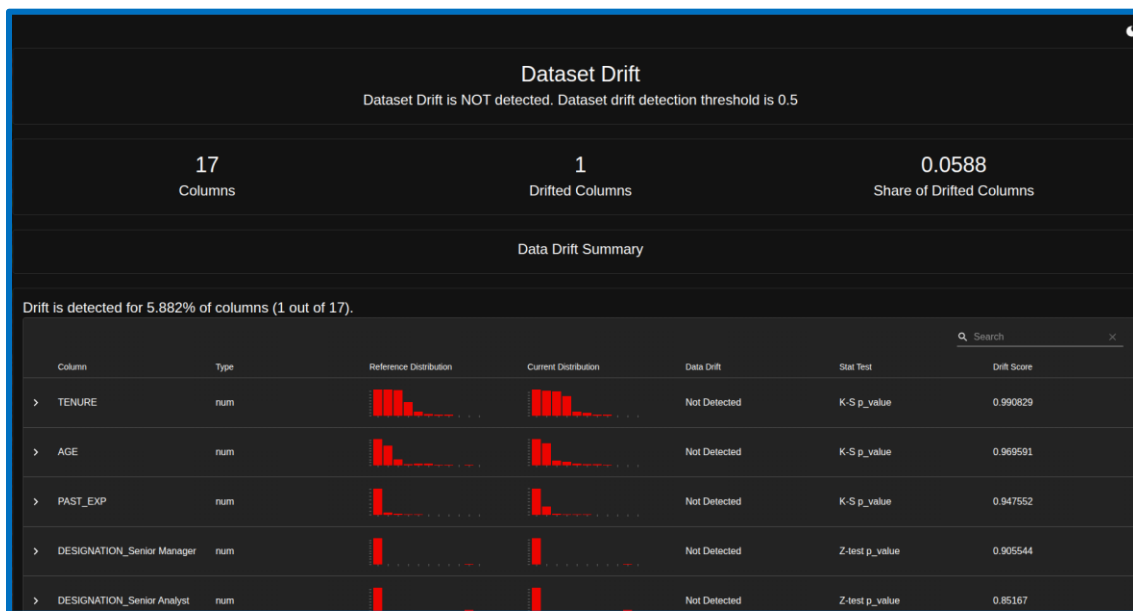 Dataset Drift
Dataset Drift is NOT detected. Dataset drift detection threshold is 0.5
17 1 0.0588
Columns Drifted Columns Share of Drifted Columns
Data Drift Summary
Drift is detected for 5.882% of columns (1 out of 17).
Search
Column Type Reference Distribution Current Distribution Data Drift Stat Test Drift Score
TENURE num Not Detected K-S p_value 0.990829
AGE num Not Detected K-S p_value 0.969591
PAST_EXP num Not Detected K-S p_value 0.947552
DESIGNATION_Senior Manager num Not Detected Z-test p_value 0.905544
DESIGNATION_Senior Analyst num Not Detected Z-test p_value 0.85167